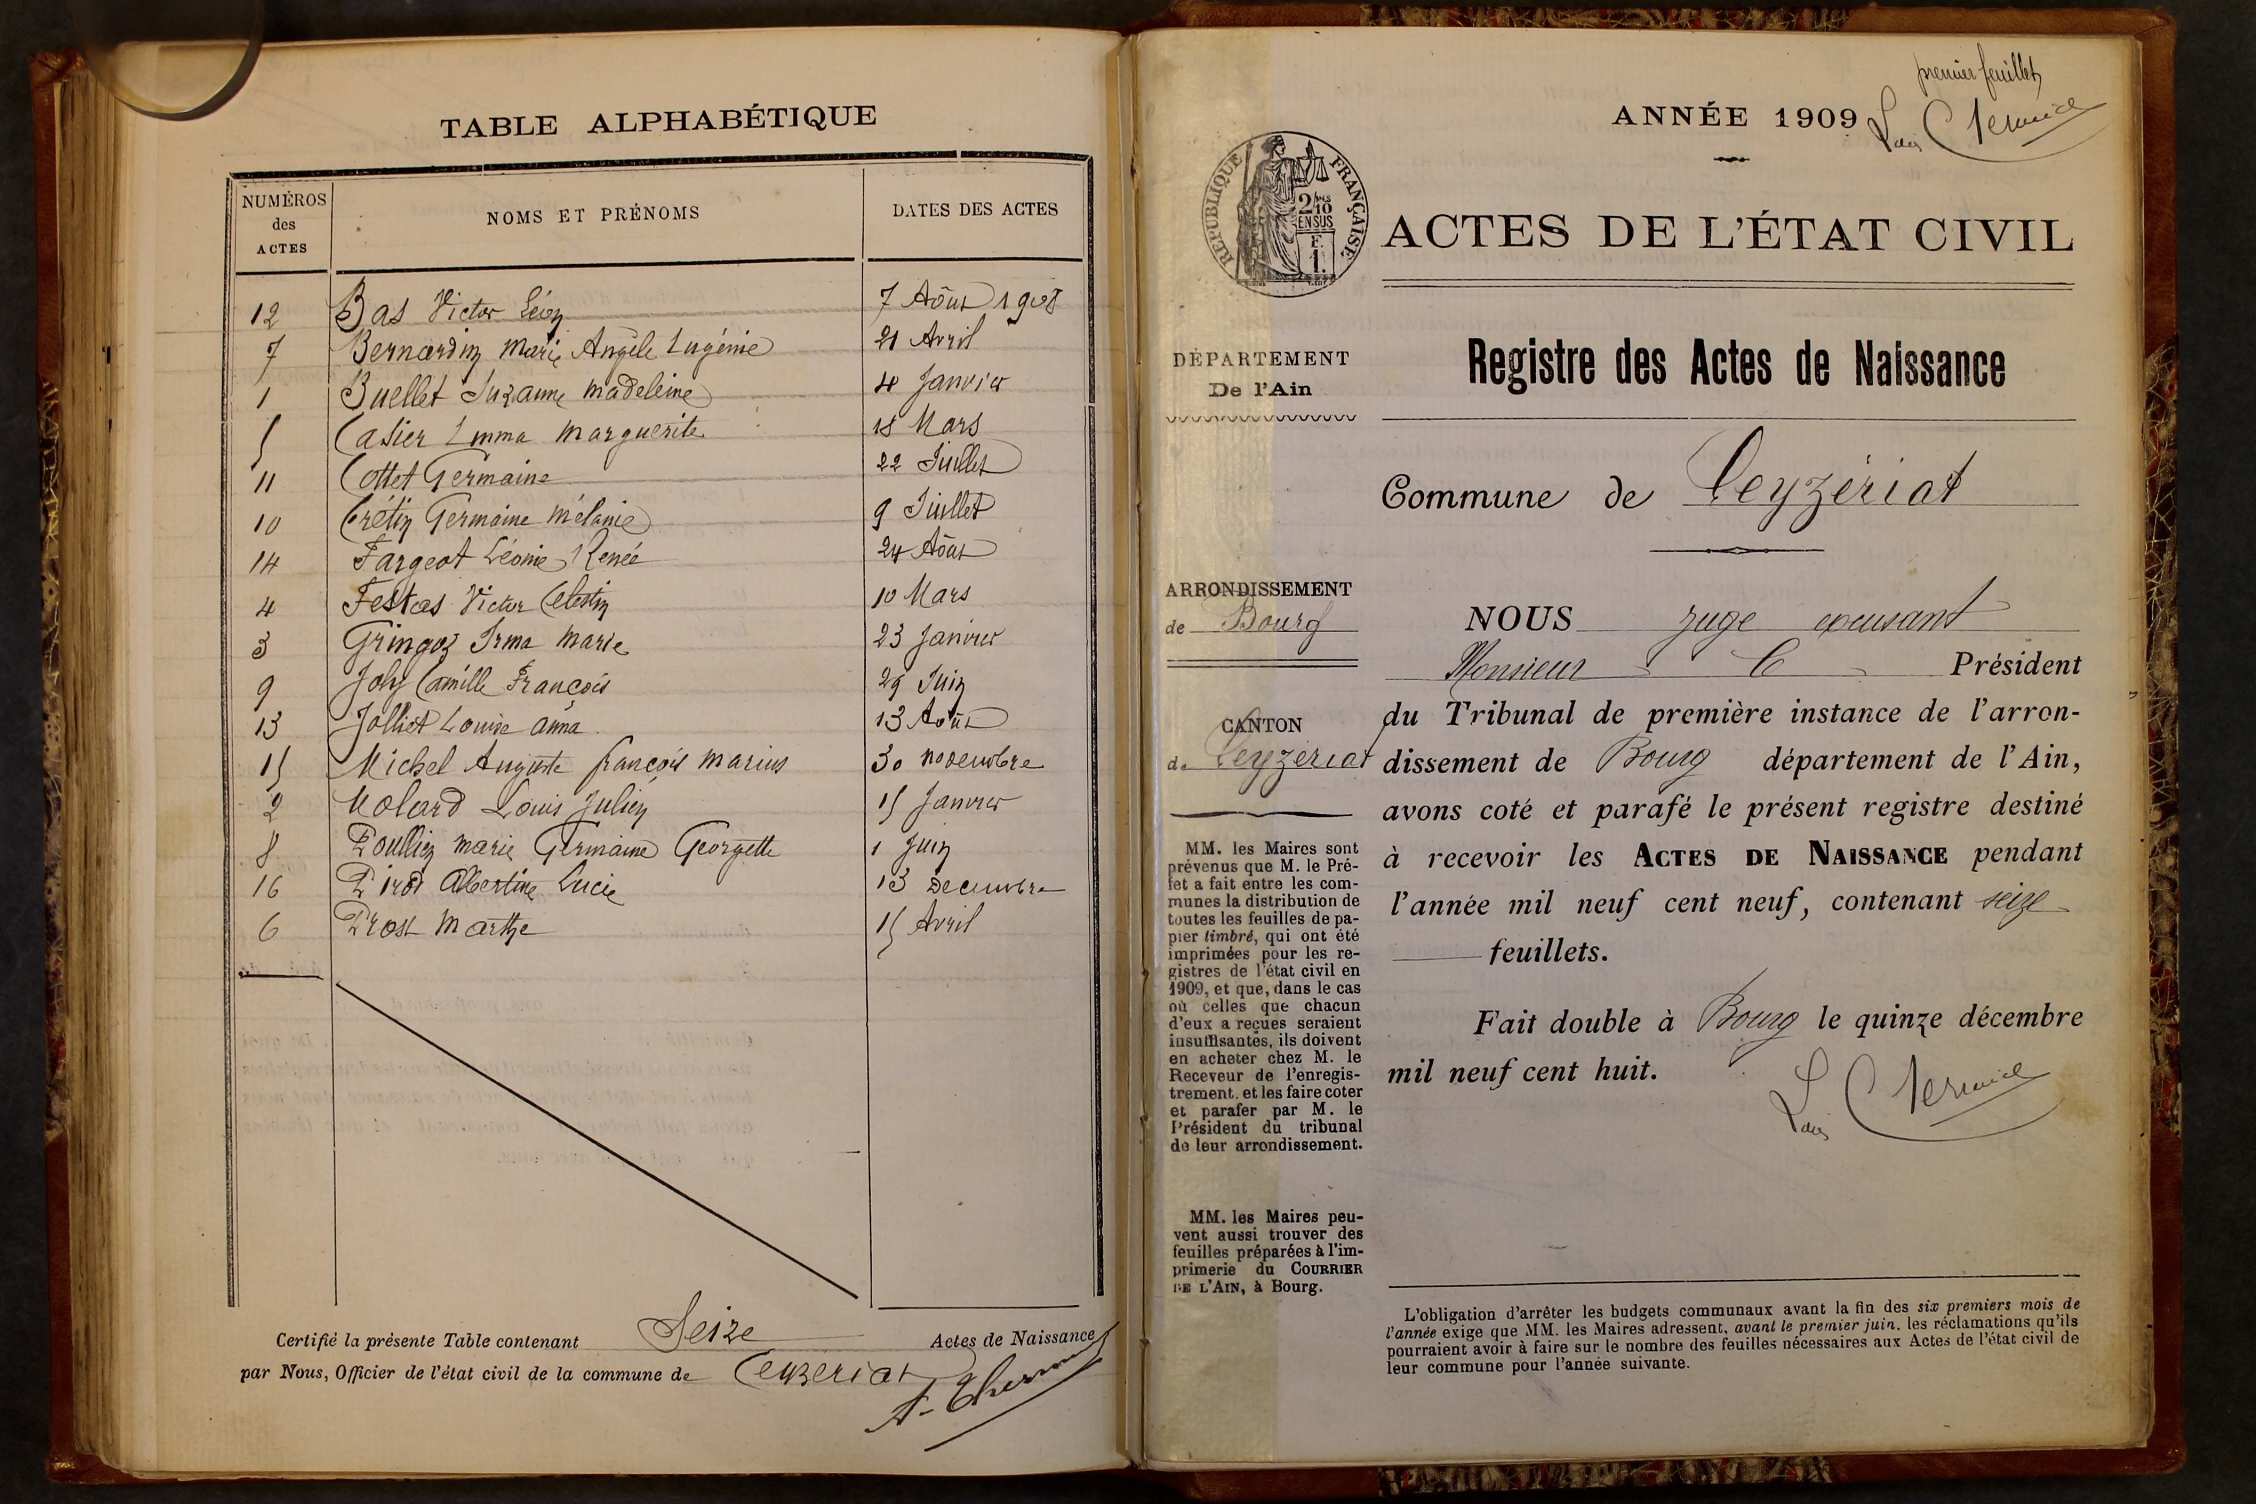 TABLE ALPHABÉTIQUE
NUMÉROS des ACTES NOMS ET PRÉNOMS DATES DES ACTES
12 Bas Victor Léon 7 Août 1908
7 Bernardin Marie Angèle Eugénie 21 Avril
1 Buellet Suzanne Madeleine 4 Janvier
5 Casier Emma Marguerite 18 Mars
11 Cottet Germaine 22 Juillet
10 Crétin Germaine Mélanie 9 Juillet
14 Fargeot Léonie Renée 24 Août
4 Festas Victor Celestin 10 Mars
3 Gringoz Irma Marie 23 Janvier
9 Joly Camille François 29 Juin
13 Jolliet Louise Anna 13 Août
15 Michel Auguste françois Marius 30 novembre
2 Molard Louis Julien 15 Janvier
8 Poullin Marie Germaine Georgette 1 Juin
16 Pirod Albertine Lucie 13 Decembre
6 Prost Marthe 15 Avril
Certifié la présente Table contenant Seize Actes de Naissance
par Nous, Officier de l'état civil de la commune de Ceyzeriat
premier feuillet
ANNÉE 1909
RÉPUBLIQUE FRANÇAISE
2/10
EN SUS
F.
1.
ACTES DE L'ÉTAT CIVIL
DÉPARTEMENT
De l'Ain
Registre des Actes de Naissance
Commune de Ceyzériat
ARRONDISSEMENT
de Bourg
CANTON
de Ceyzériat
MM. les Maires sont
prévenus que M. le Pré-
fet a fait entre les com-
munes la distribution de
toutes les feuilles de pa-
pier timbré, qui ont été
imprimées pour les re-
gistres de l'état civil en
1909, et que, dans le cas
où celles que chacun
d'eux a reçues seraient
insuffisantes, ils doivent
en acheter chez M. le
Receveur de l'enregis-
trement. et les faire coter
et parafer par M. le
Président du tribunal
de leur arrondissement.
MM. les Maires peu-
vent aussi trouver des
feuilles préparées à l'im-
primerie du COURRIER
DE L'AIN, à Bourg.
NOUS juge excusant
Monsieur le Président
du Tribunal de première instance de l'arron-
dissement de Bourg département de l'Ain,
avons coté et parafé le présent registre destiné
à recevoir les ACTES DE NAISSANCE pendant
l'année mil neuf cent neuf, contenant seize
feuillets.
Fait double à Bourg le quinze décembre
mil neuf cent huit.
L'obligation d'arrêter les budgets communaux avant la fin des six premiers mois de
l'année exige que MM. les Maires adressent, avant le premier juin. les réclamations qu'ils
pourraient avoir à faire sur le nombre des feuilles nécessaires aux Actes de l'état civil de
leur commune pour l'année suivante.